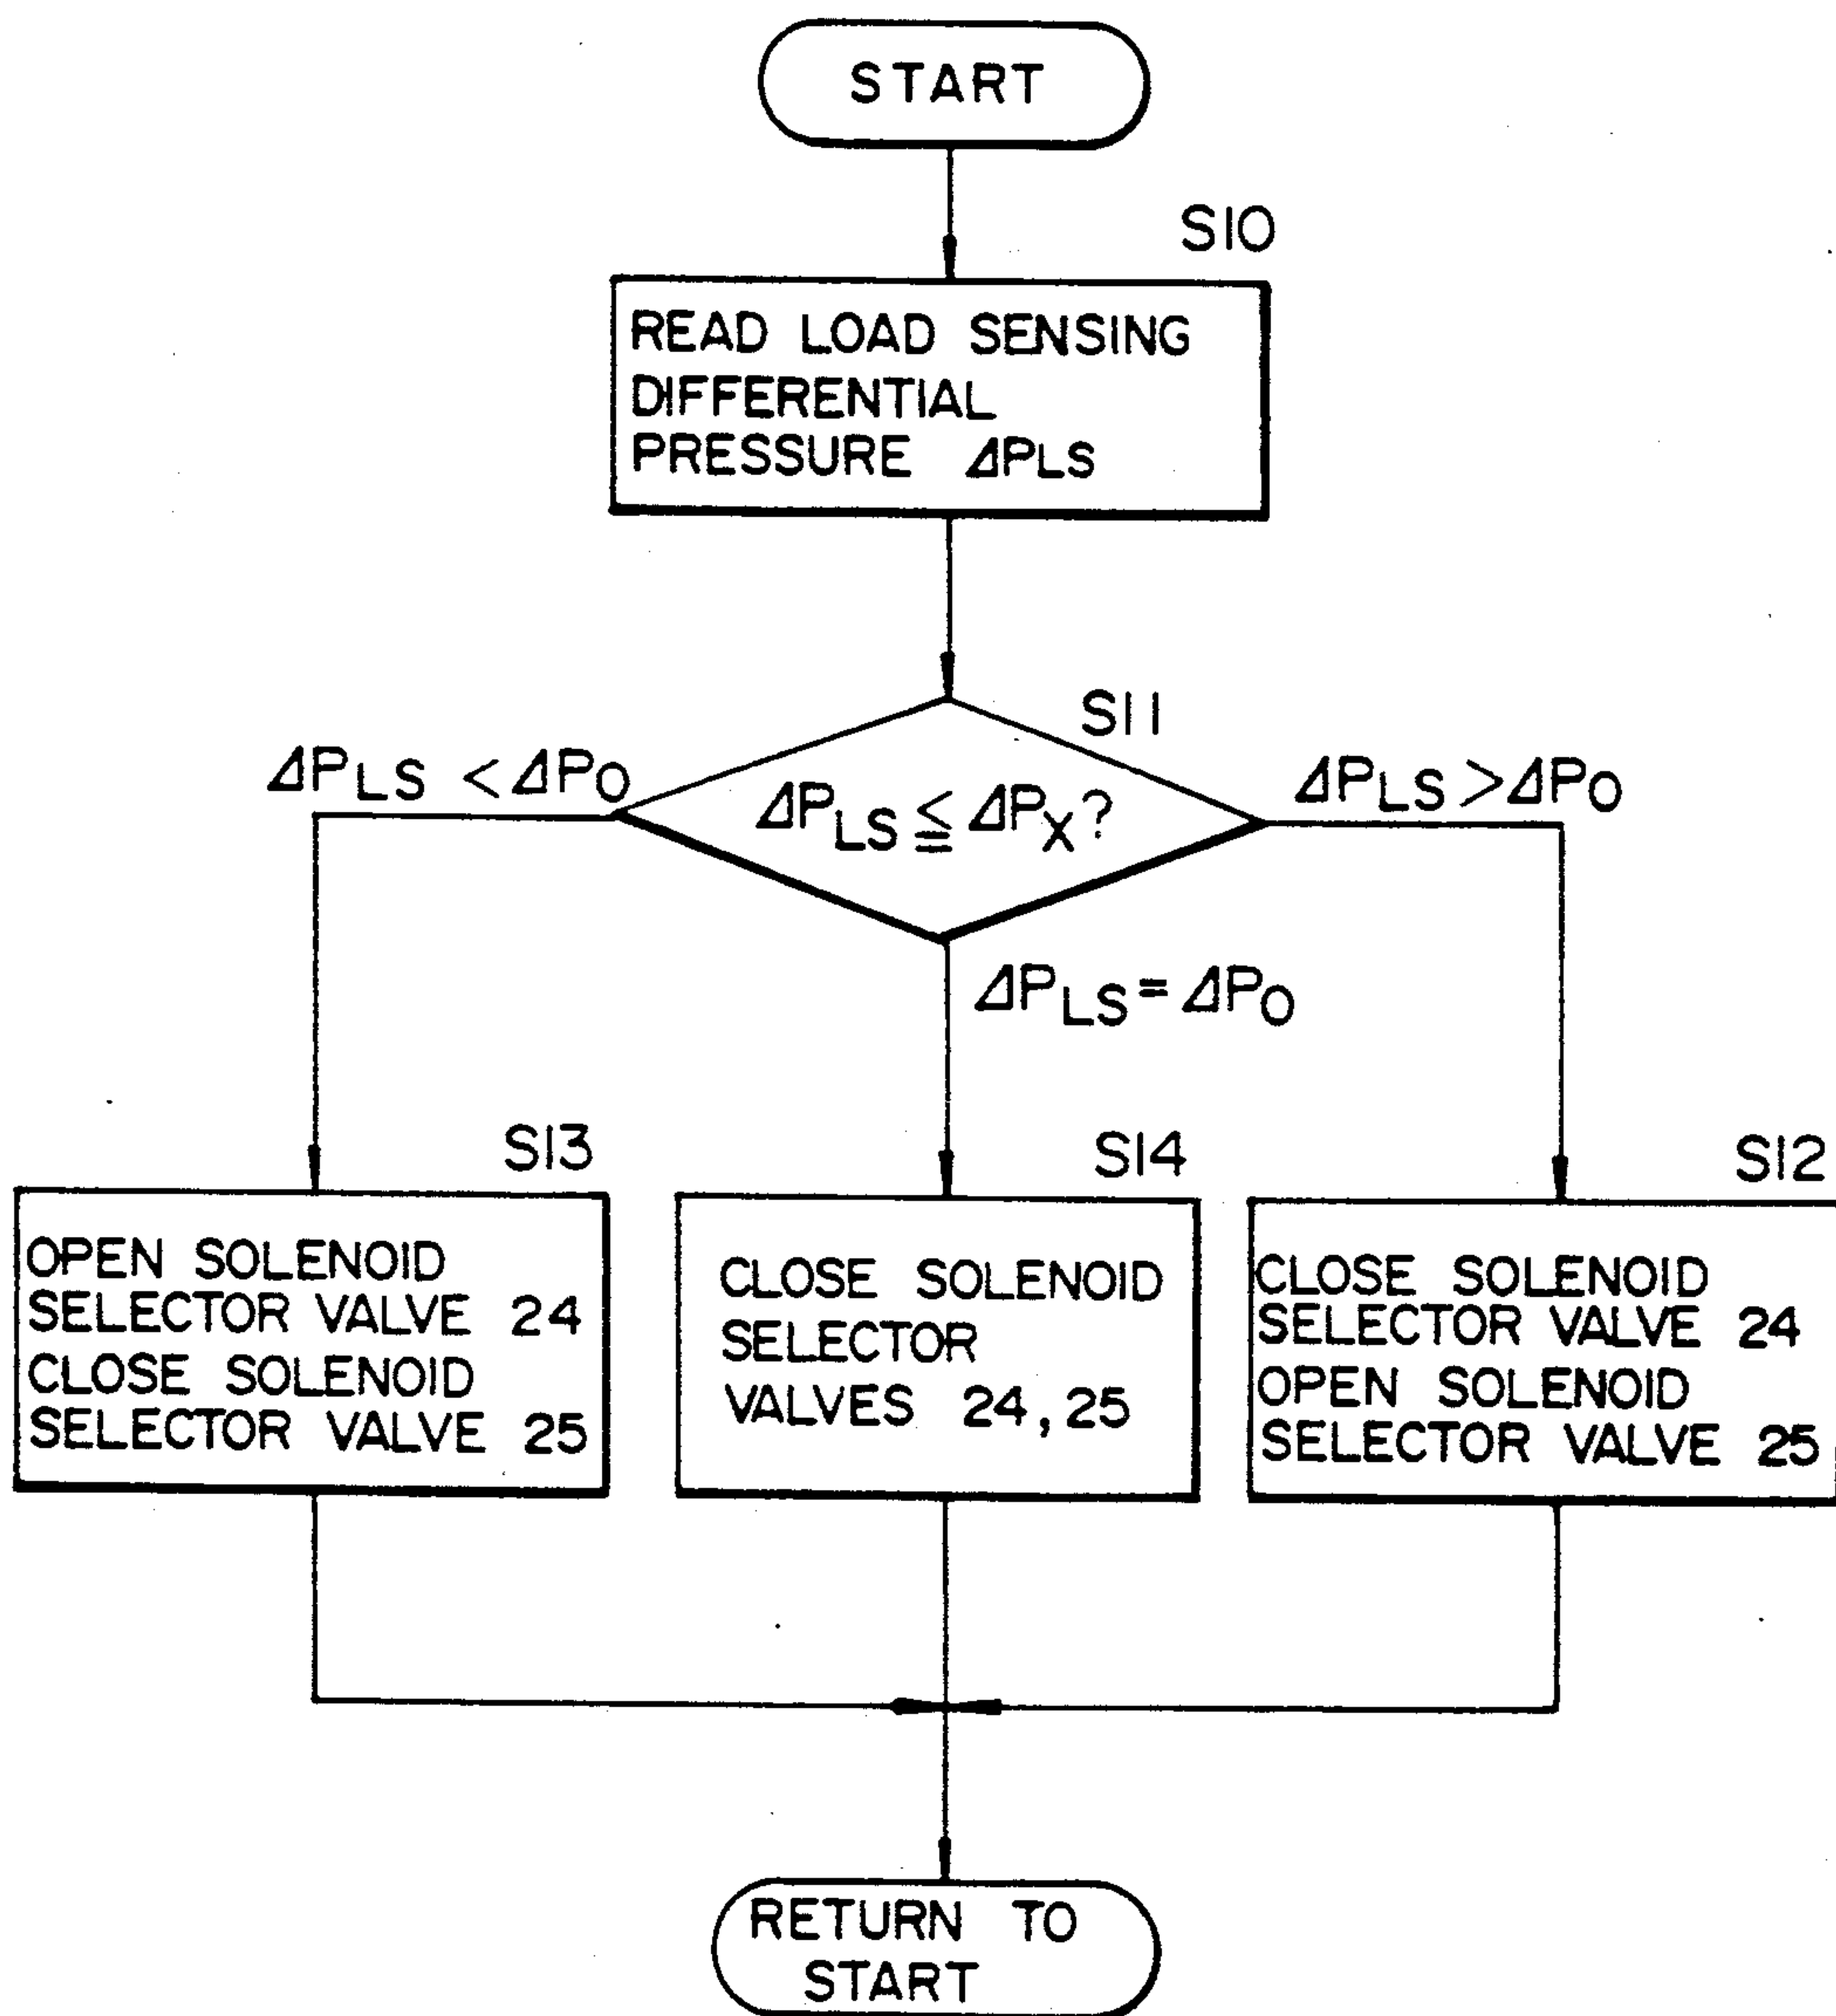 START
S10
READ LOAD SENSING
DIFFERENTIAL
PRESSURE ΔPLS
S11
ΔPLS < ΔPO
ΔPLS ≦ ΔPX?
ΔPLS > ΔPO
ΔPLS = ΔPO
S13
OPEN SOLENOID
SELECTOR VALVE 24
CLOSE SOLENOID
SELECTOR VALVE 25
S14
CLOSE SOLENOID
SELECTOR
VALVES 24, 25
S12
CLOSE SOLENOID
SELECTOR VALVE 24
OPEN SOLENOID
SELECTOR VALVE 25
RETURN TO
START